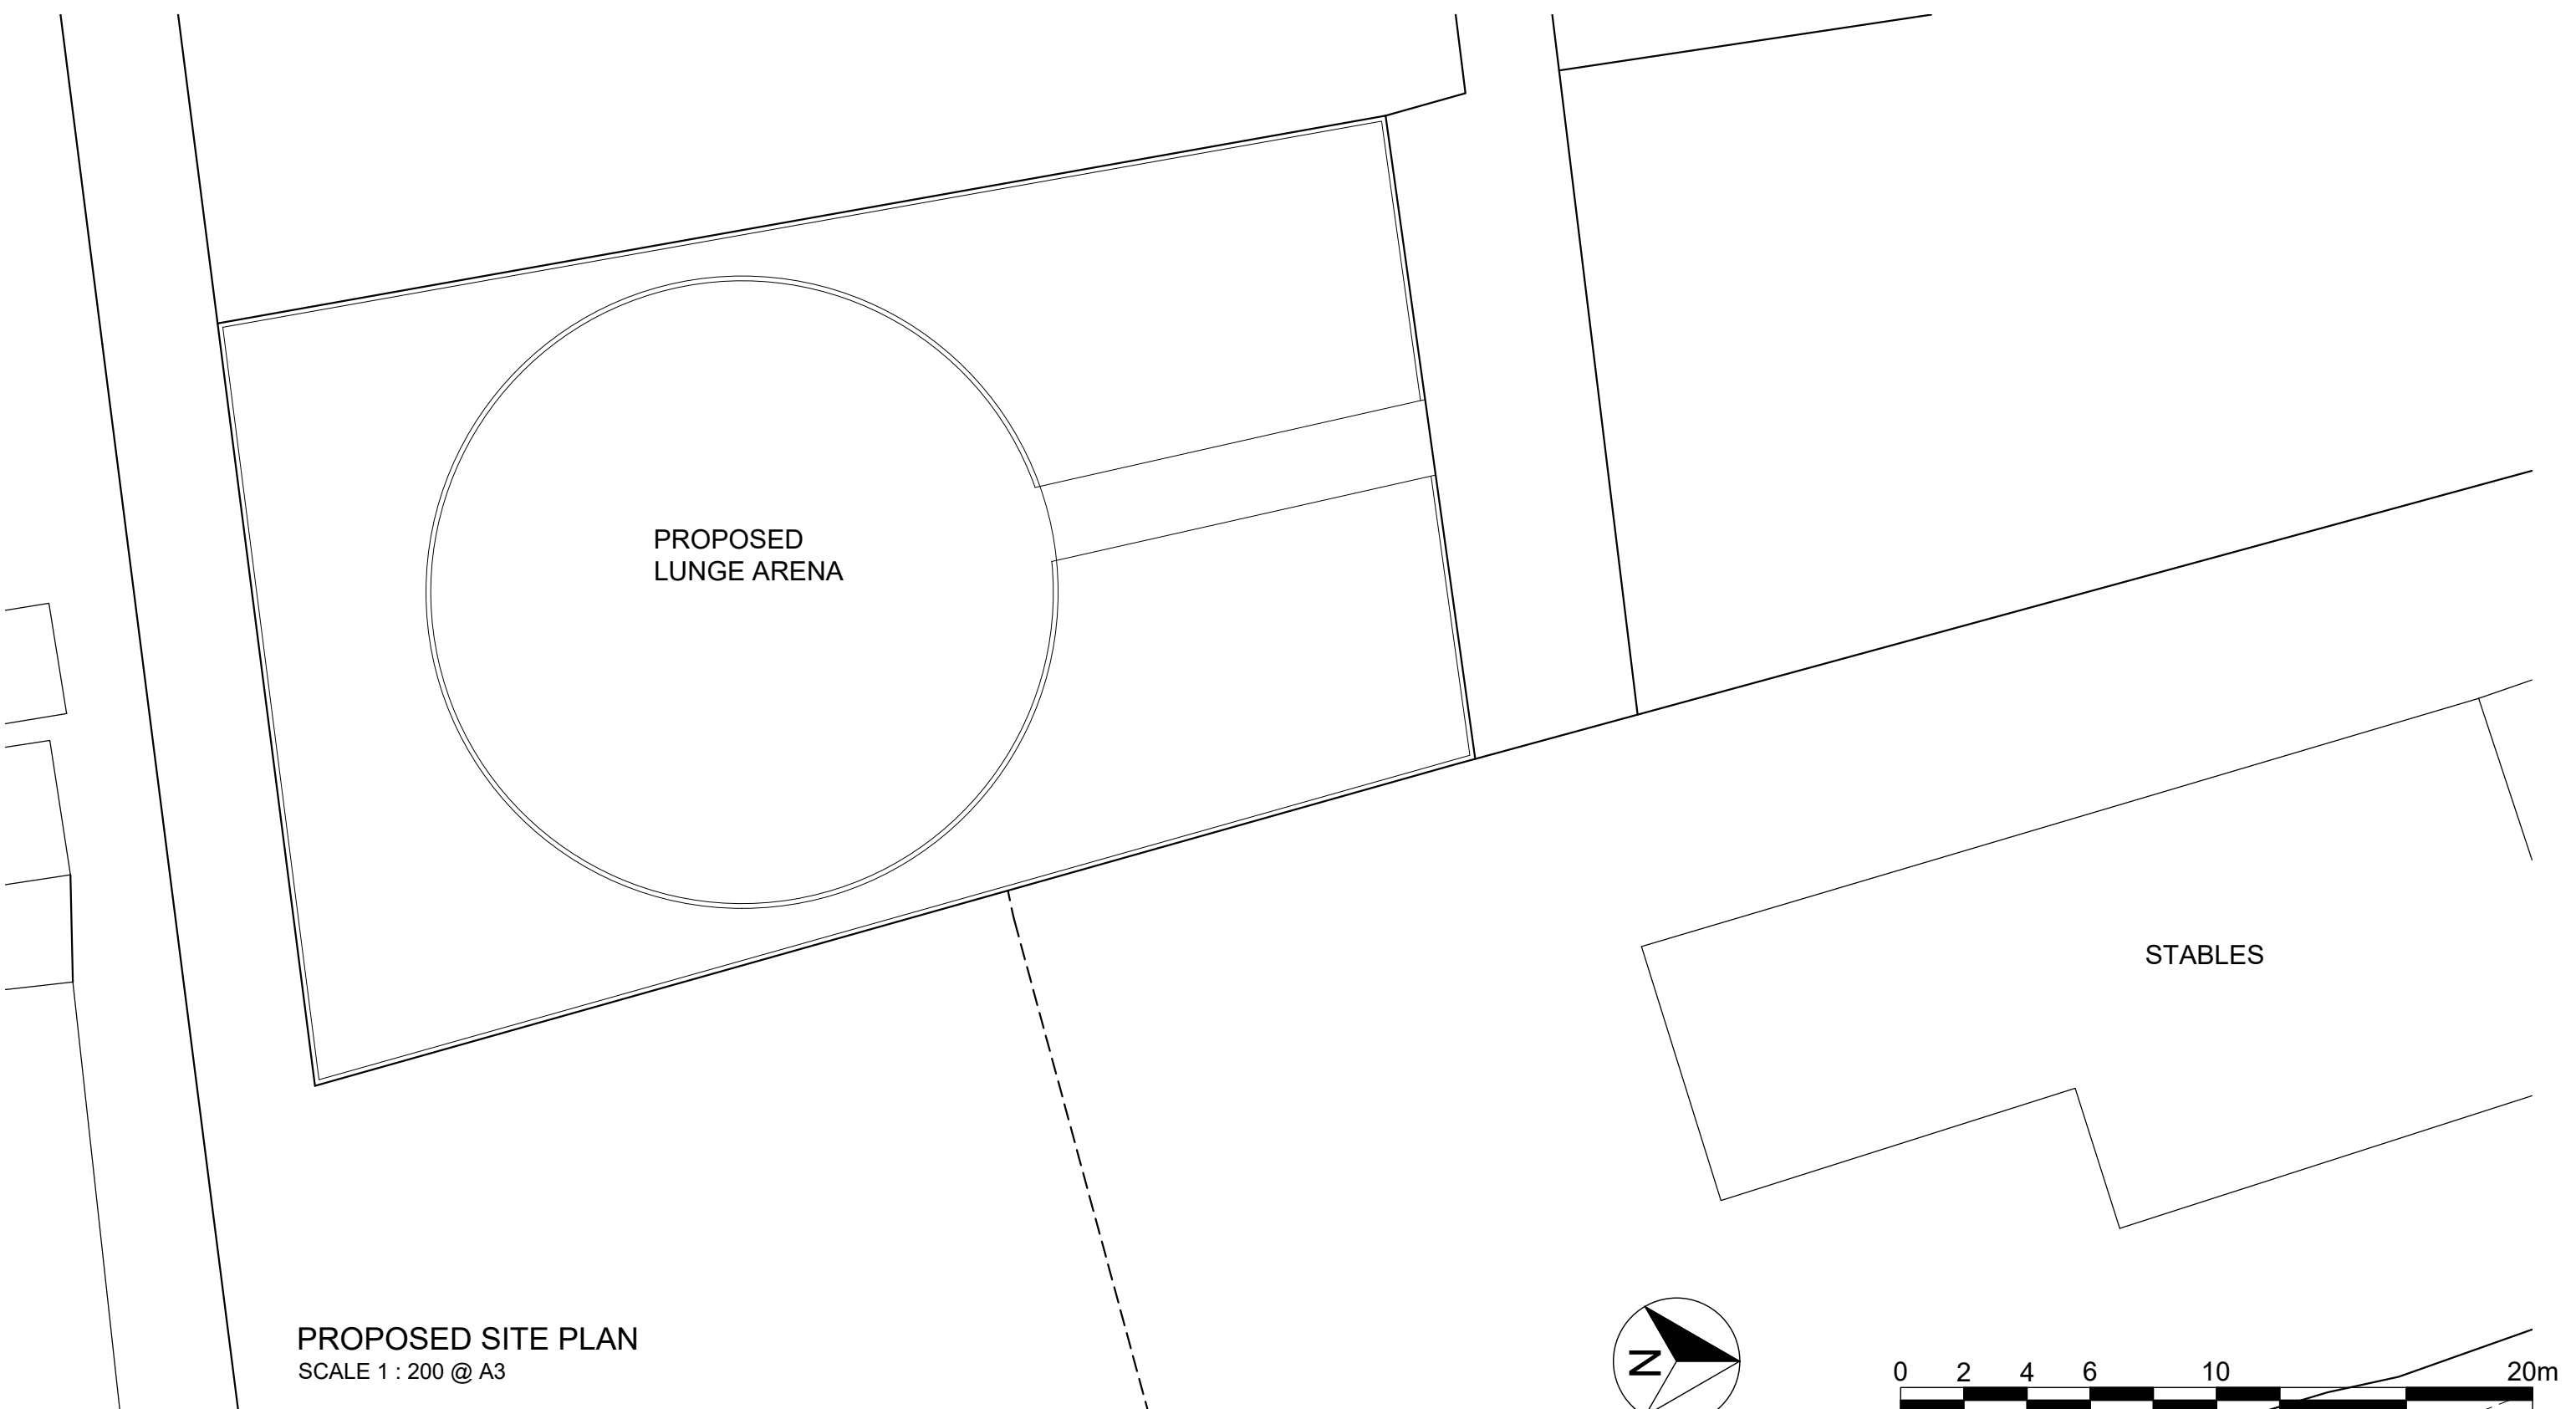 PROPOSED
LUNGE ARENA
STABLES
PROPOSED SITE PLAN
SCALE 1 : 200 @ A3
N
0 2 4 6 10 20m